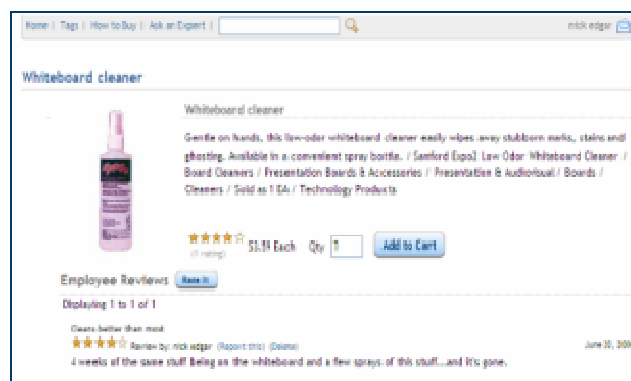 Home | Tags | How to Buy | Ask an Expert |
mick edgar
Whiteboard cleaner
Whiteboard cleaner
Gentle on hands, this low-odor whiteboard cleaner easily wipes away stubborn marks, stains and
ghosting. Available in a convenient spray bottle. / Sanford Expo2 Low Odor Whiteboard Cleaner /
Board Cleaners / Presentation Boards & Accessories / Presentation & Audiovisual / Boards /
Cleaners / Sold as 1 EA / Technology Products
(1 rating)
Each Qty 1 Add to Cart
Employee Reviews Rate It
Displaying 1 to 1 of 1
Cleans better than most
Review by: mick edgar (Report this) (Delete)
June 20,
4 weeks of the same stuff Being on the whiteboard and a few sprays of this stuff...and it's gone.